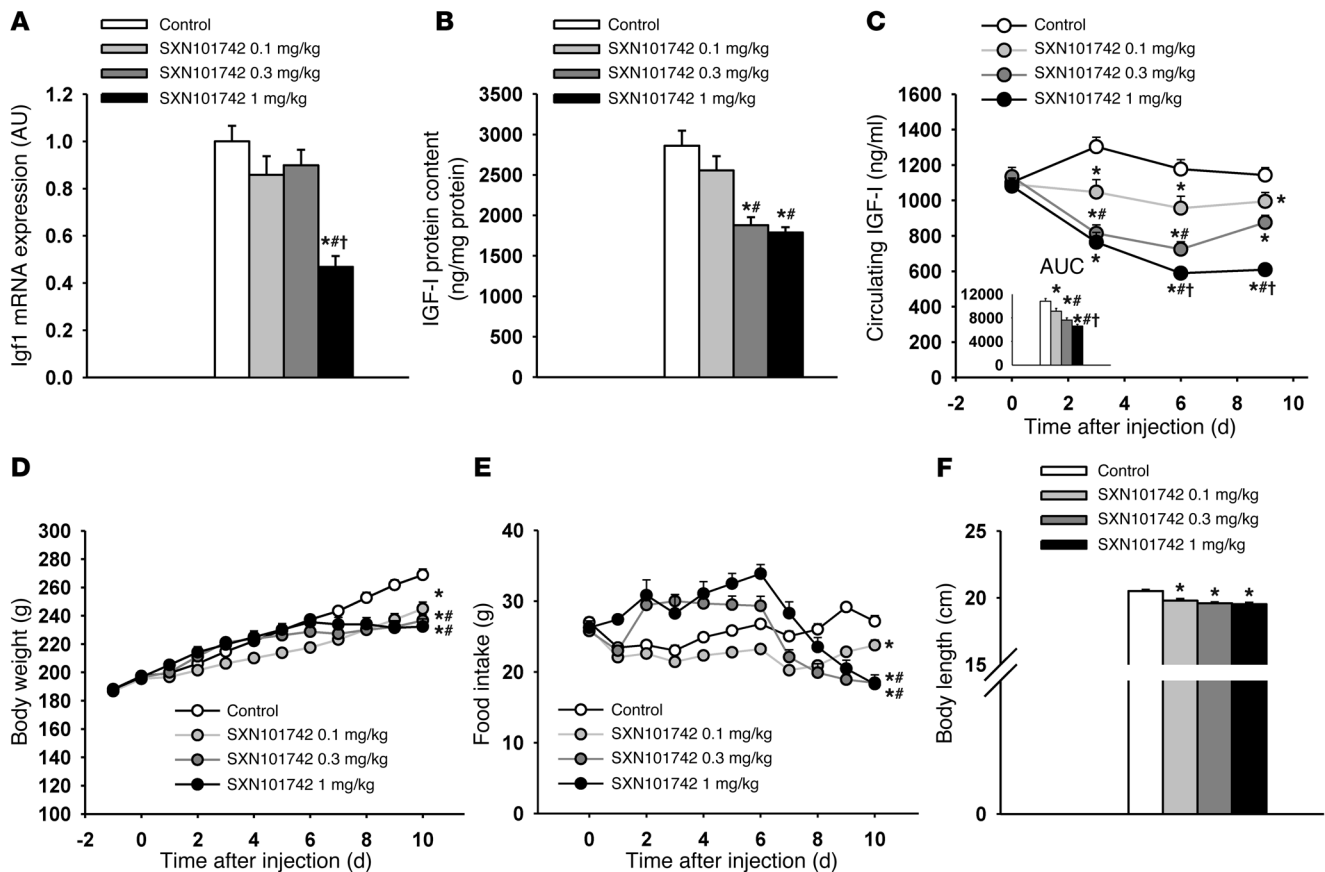 A
Control
SXN101742 0.1 mg/kg
SXN101742 0.3 mg/kg
SXN101742 1 mg/kg
Igf1 mRNA expression (AU)
1.2
1.0
0.8
0.6
0.4
0.2
0.0
*#†
B
Control
SXN101742 0.1 mg/kg
SXN101742 0.3 mg/kg
SXN101742 1 mg/kg
IGF-I protein content
(ng/mg protein)
3500
3000
2500
2000
1500
1000
500
0
*# *#
C
Control
SXN101742 0.1 mg/kg
SXN101742 0.3 mg/kg
SXN101742 1 mg/kg
Circulating IGF-I (ng/ml)
1600
1400
1200
1000
800
600
400
200
0
* * *
*# *# *
* *#† *#†
AUC
12000
8000
4000
0
* *# *#†
-2 0 2 4 6 8 10
Time after injection (d)
D
Body weight (g)
300
280
260
240
220
200
180
160
140
120
100
*
*#
*#
Control
SXN101742 0.1 mg/kg
SXN101742 0.3 mg/kg
SXN101742 1 mg/kg
-2 0 2 4 6 8 10
Time after injection (d)
E
Food intake (g)
40
30
20
10
0
*
*#
*#
Control
SXN101742 0.1 mg/kg
SXN101742 0.3 mg/kg
SXN101742 1 mg/kg
0 2 4 6 8 10
Time after injection (d)
F
Control
SXN101742 0.1 mg/kg
SXN101742 0.3 mg/kg
SXN101742 1 mg/kg
Body length (cm)
25
20
15
0
* * *